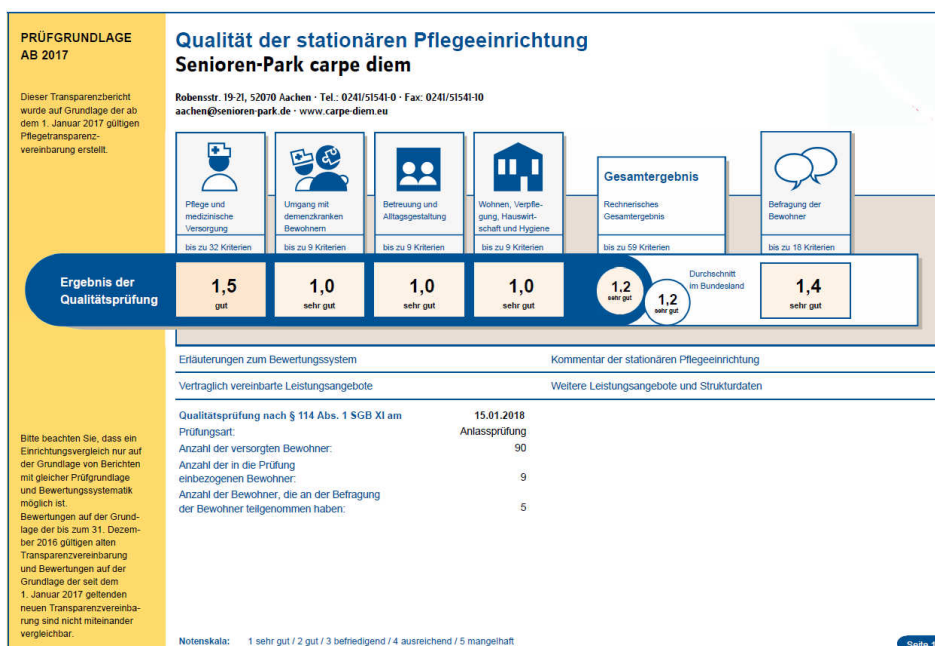 PRÜFGRUNDLAGE
AB 2017
Dieser Transparenzbericht
wurde auf Grundlage der ab
dem 1. Januar 2017 gültigen
Pflegetransparenz-
vereinbarung erstellt.
Qualität der stationären Pflegeeinrichtung
Senioren-Park carpe diem
Robensstr. 19-21, 52070 Aachen · Tel.: 0241/51541-0 · Fax: 0241/51541-10
aachen@senioren-park.de · www.carpe-diem.eu
Pflege und
medizinische
Versorgung
bis zu 32 Kriterien
Umgang mit
demenzkranken
Bewohnern
bis zu 9 Kriterien
Betreuung und
Alltagsgestaltung
bis zu 9 Kriterien
Wohnen, Verpfle-
gung, Hauswirt-
schaft und Hygiene
bis zu 9 Kriterien
Gesamtergebnis
Rechnerisches
Gesamtergebnis
bis zu 59 Kriterien
Befragung der
Bewohner
bis zu 18 Kriterien
Ergebnis der
Qualitätsprüfung
1,5
gut
1,0
sehr gut
1,0
sehr gut
1,0
sehr gut
1,2
sehr gut
1,2
sehr gut
Durchschnitt
im Bundesland
1,4
sehr gut
Erläuterungen zum Bewertungssystem
Kommentar der stationären Pflegeeinrichtung
Vertraglich vereinbarte Leistungsangebote
Weitere Leistungsangebote und Strukturdaten
Qualitätsprüfung nach § 114 Abs. 1 SGB XI am 15.01.2018
Prüfungsart: Anlassprüfung
Anzahl der versorgten Bewohner: 90
Anzahl der in die Prüfung
einbezogenen Bewohner: 9
Anzahl der Bewohner, die an der Befragung
der Bewohner teilgenommen haben: 5
Bitte beachten Sie, dass ein
Einrichtungsvergleich nur auf
der Grundlage von Berichten
mit gleicher Prüfgrundlage
und Bewertungssystematik
möglich ist.
Bewertungen auf der Grund-
lage der bis zum 31. Dezem-
ber 2016 gültigen alten
Transparenzvereinbarung
und Bewertungen auf der
Grundlage der seit dem
1. Januar 2017 geltenden
neuen Transparenzvereinba-
rung sind nicht miteinander
vergleichbar.
Notenskala: 1 sehr gut / 2 gut / 3 befriedigend / 4 ausreichend / 5 mangelhaft
Seite 1